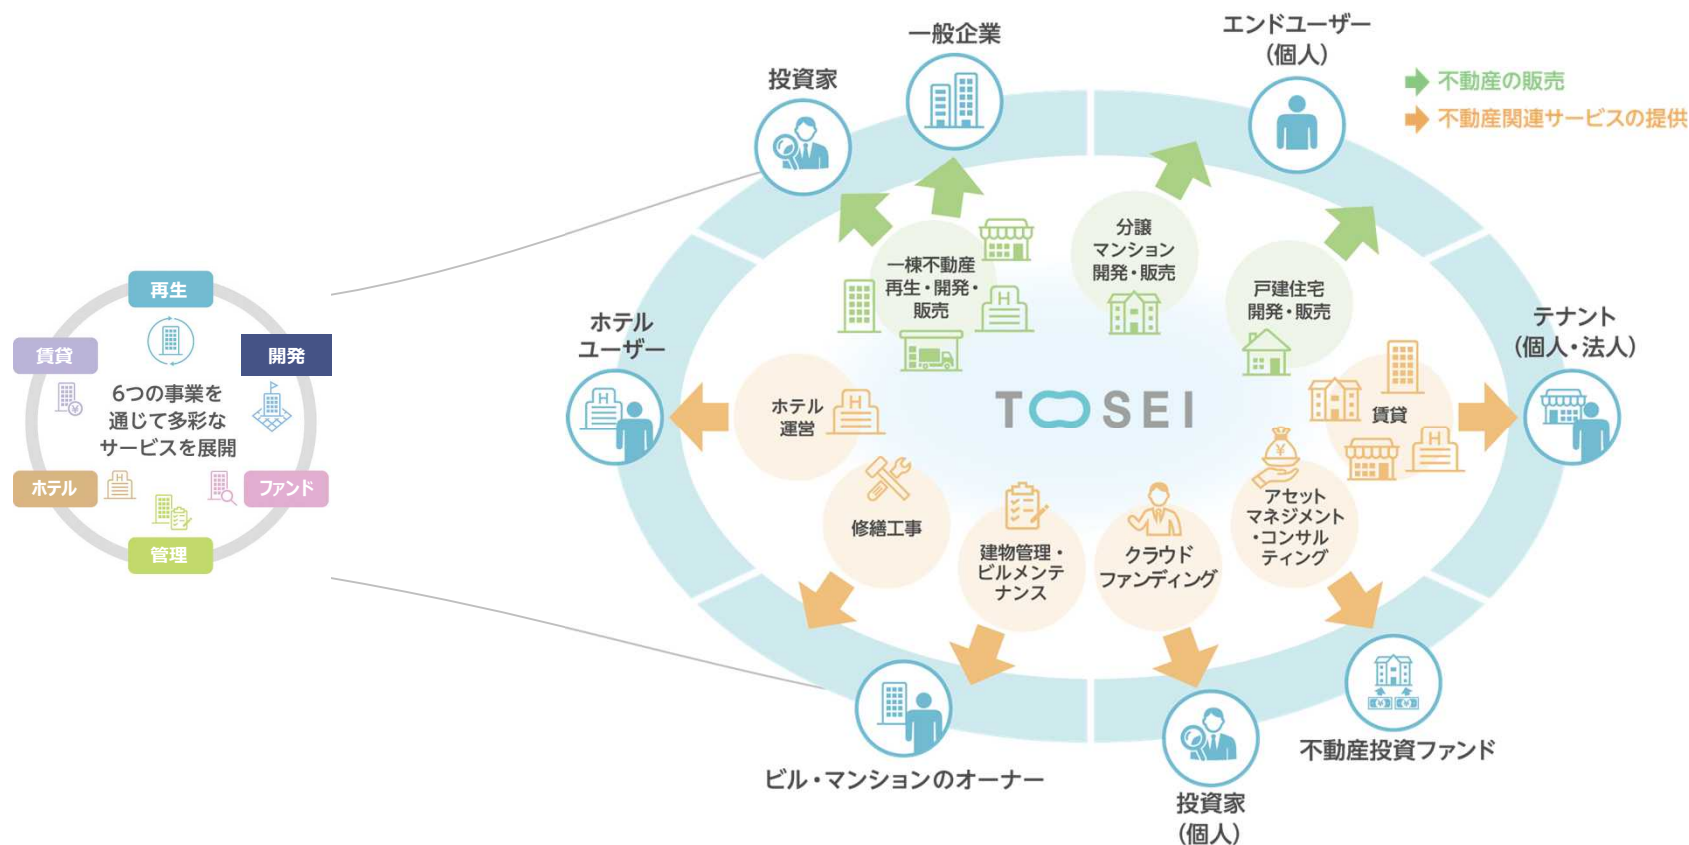 一般企業
エンドユーザー
(個人)
投資家
不動産の販売
不動産関連サービスの提供
分譲
マンション
開発・販売
一棟不動産
再生・開発・
販売
戸建住宅
開発・販売
再生
賃貸
開発
6つの事業を
通じて多彩な
サービスを展開
ホテル
ファンド
管理
ホテル
ユーザー
テナント
(個人・法人)
ホテル
運営
TOSEI
賃貸
修繕工事
建物管理・
ビルメンテ
ナンス
クラウド
ファンディング
アセット
マネジメント
・コンサル
ティング
ビル・マンションのオーナー
投資家
(個人)
不動産投資ファンド